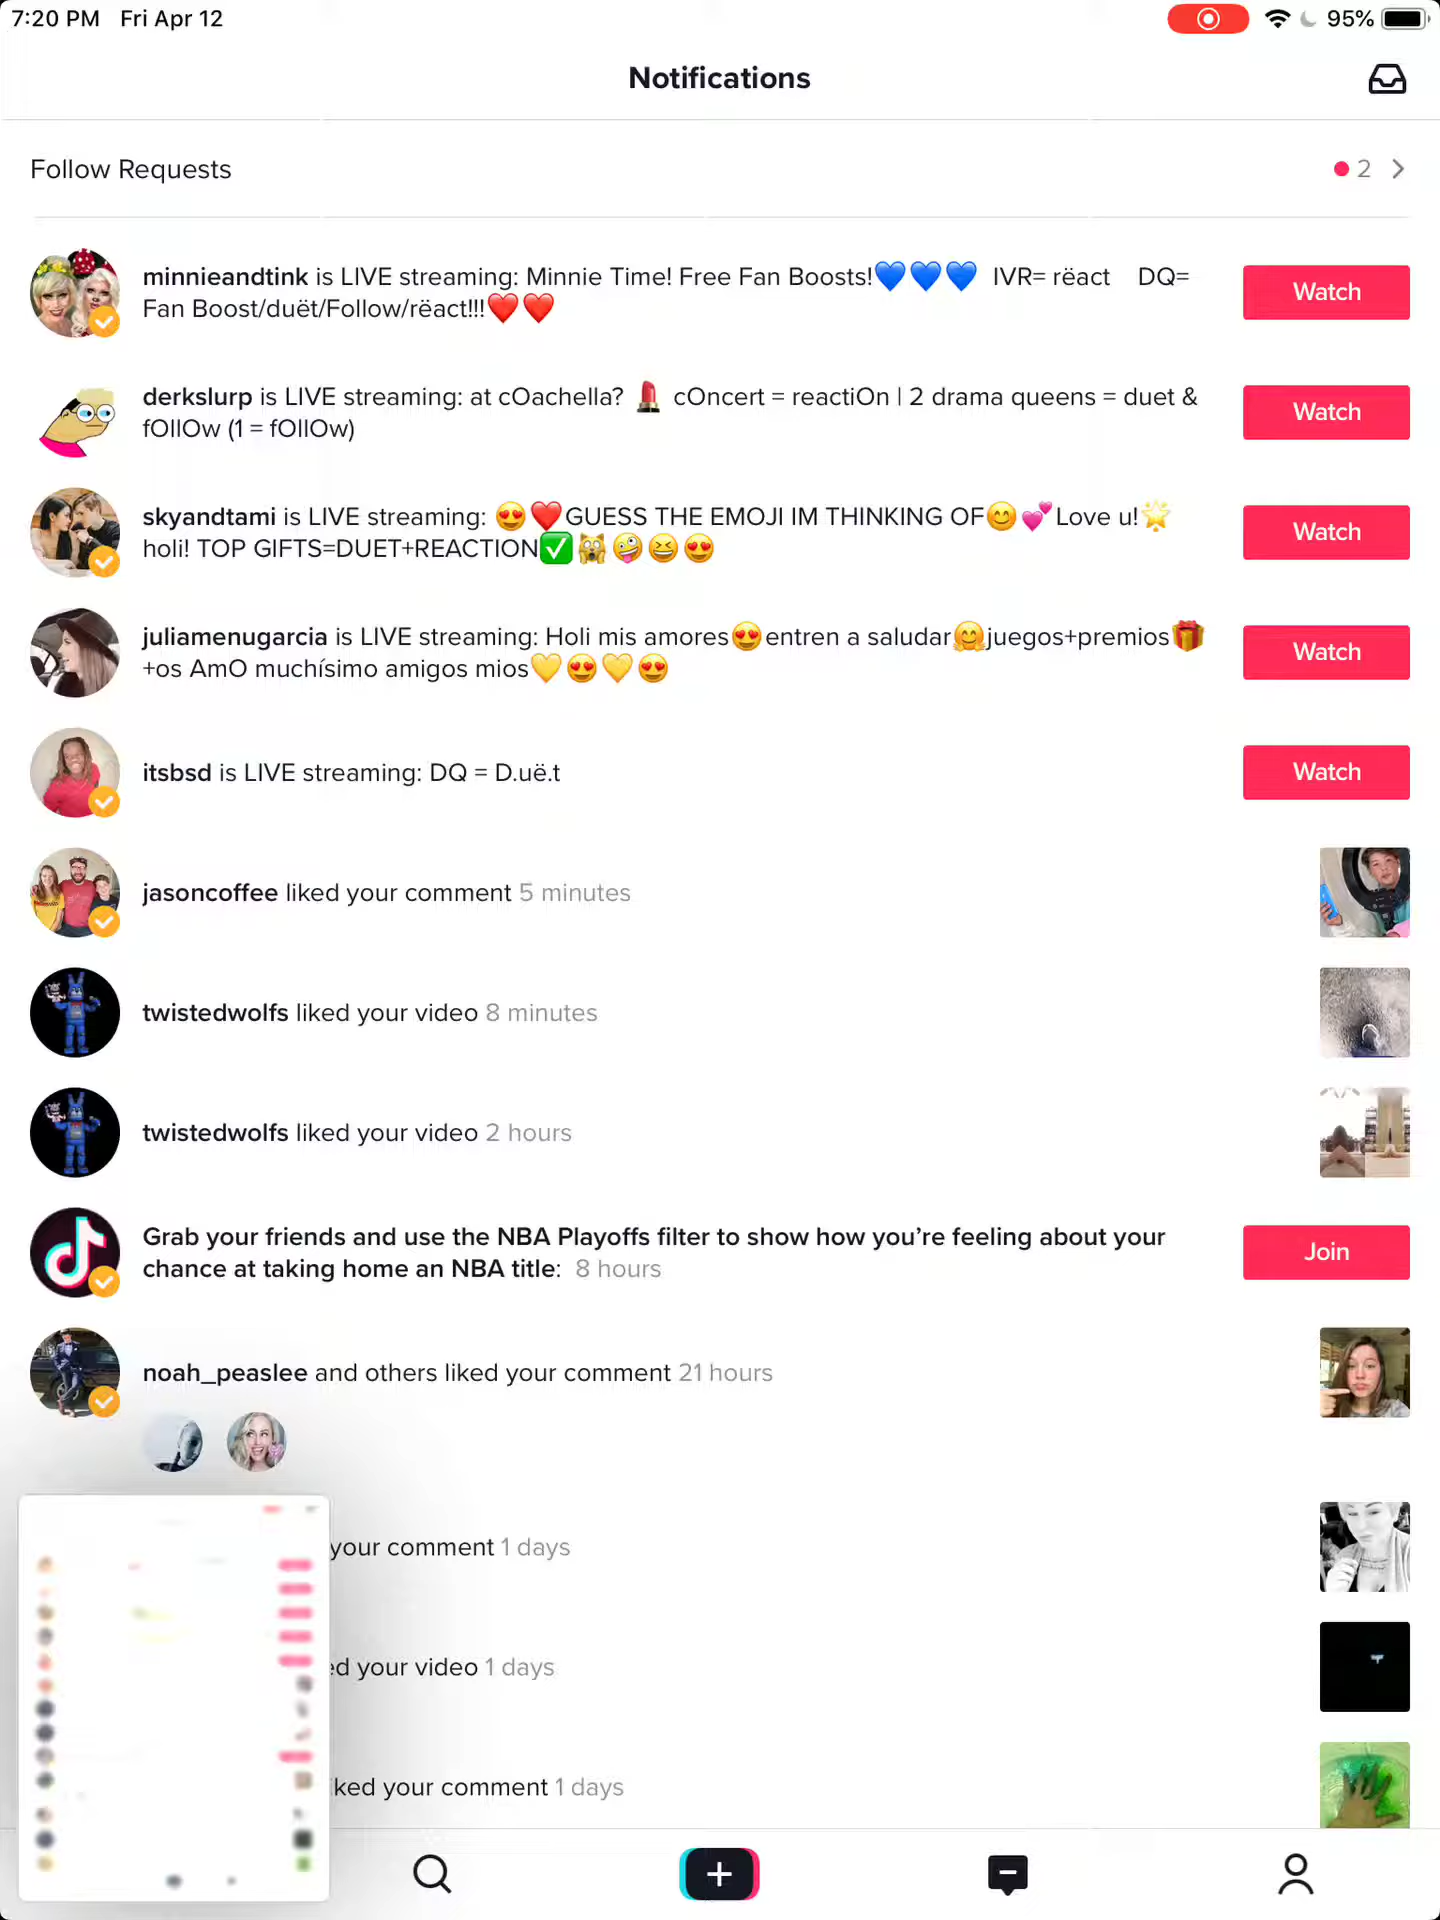 7:20 PM Fri Apr 12 95%
Notifications
Follow Requests 2
minnieandtink is LIVE streaming: Minnie Time! Free Fan Boosts!💙💙💙 IVR= rëact DQ=
Fan Boost/duët/Follow/rëact!!!❤️❤️
Watch
derkslurp is LIVE streaming: at cOachella? 💄 cOncert = reactiOn | 2 drama queens = duet &
fOllOw (1 = fOllOw)
Watch
skyandtami is LIVE streaming: 😍❤️GUESS THE EMOJI IM THINKING OF😊💕Love u!🌟
holi! TOP GIFTS=DUET+REACTION✅🙀🤪😆😍
Watch
juliamenugarcia is LIVE streaming: Holi mis amores😍entren a saludar🤗juegos+premios🎁
+os AmO muchísimo amigos mios💛😍💛😍
Watch
itsbsd is LIVE streaming: DQ = D.uë.t
Watch
jasoncoffee liked your comment 5 minutes
twistedwolfs liked your video 8 minutes
twistedwolfs liked your video 2 hours
Grab your friends and use the NBA Playoffs filter to show how you’re feeling about your
chance at taking home an NBA title: 8 hours
Join
noah_peaslee and others liked your comment 21 hours
your comment 1 days
ed your video 1 days
ked your comment 1 days